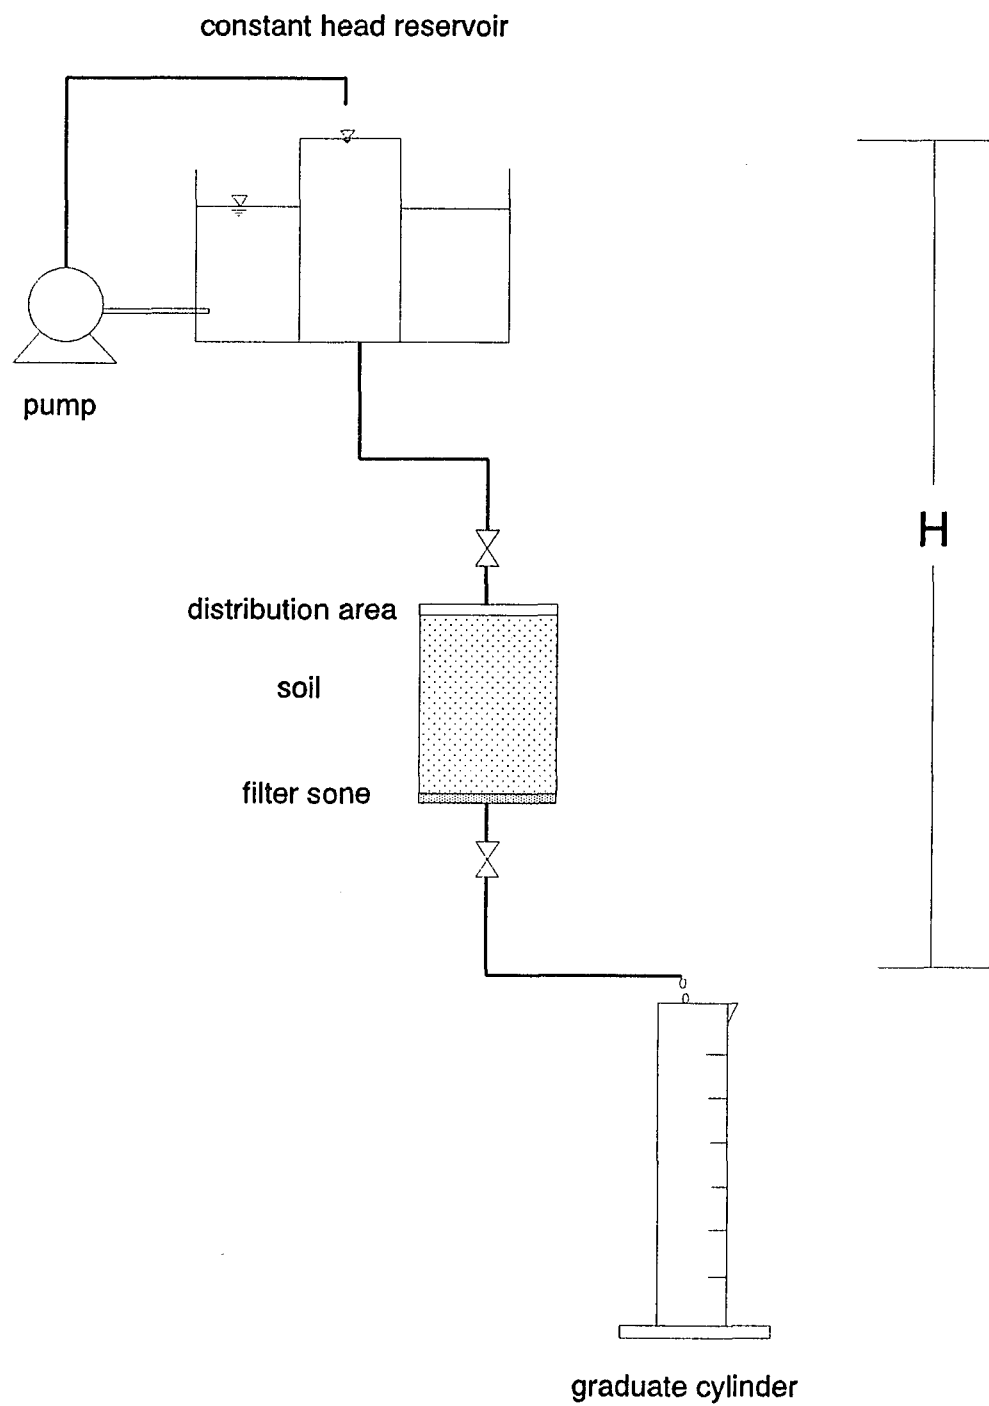 constant head reservoir
pump
H
distribution area
soil
filter sone
graduate cylinder